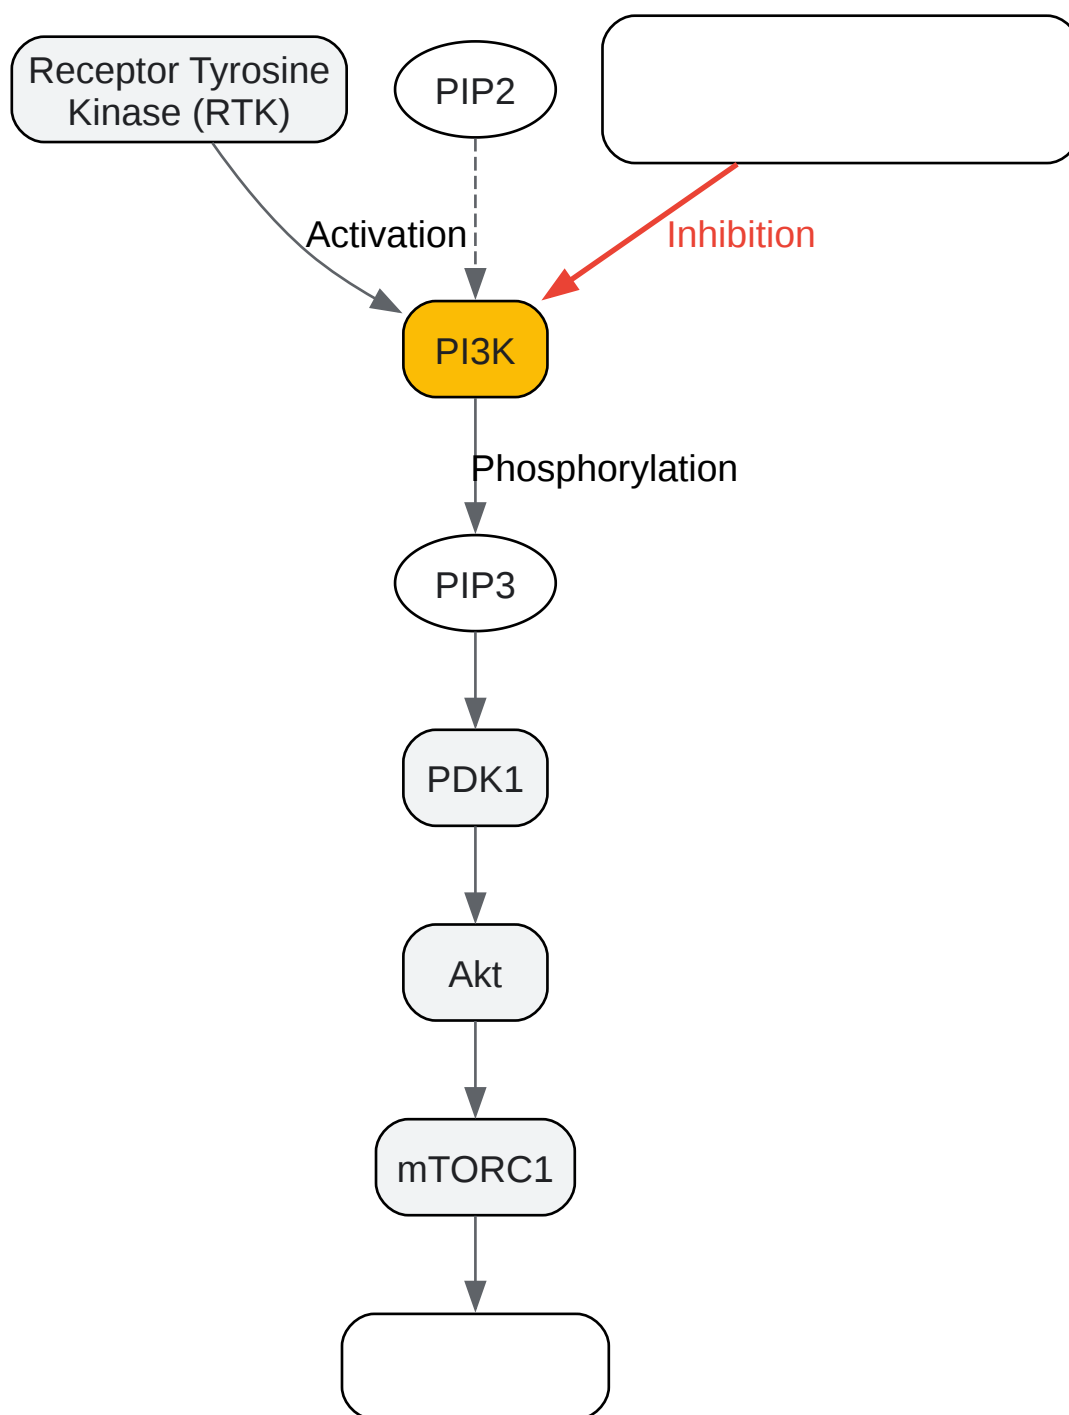 Receptor Tyrosine
Kinase (RTK)
PIP2
Activation
Inhibition
PI3K
Phosphorylation
PIP3
PDK1
Akt
mTORC1